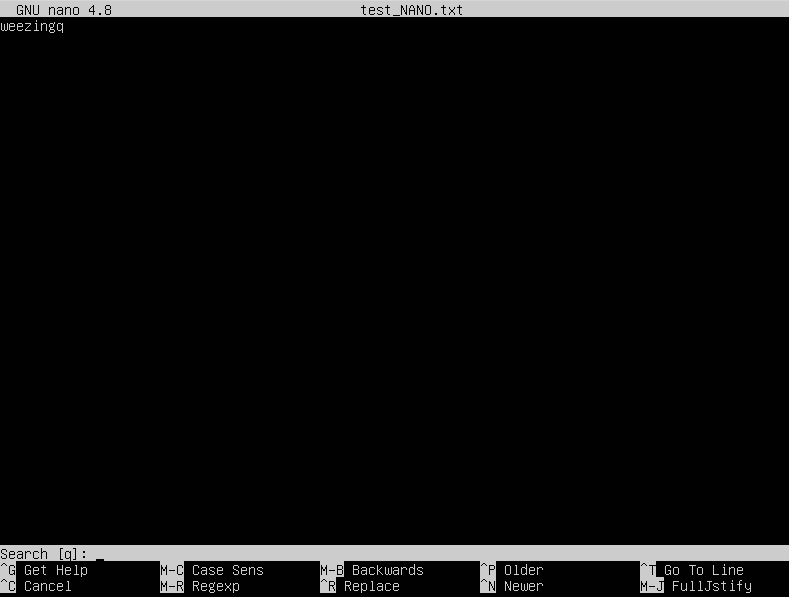 GNU nano 4.8 test_NANO.txt
weezingq
Search [q]: _
^G Get Help M-C Case Sens M-B Backwards ^P Older ^T Go To Line
^C Cancel M-R Regexp ^R Replace ^N Newer M-J FullJstify